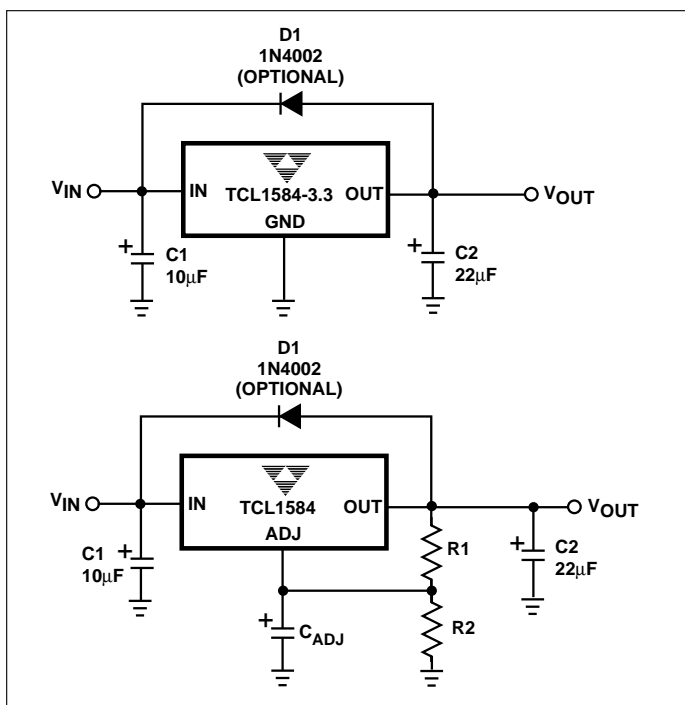 D1
1N4002
(OPTIONAL)
VIN
IN
TCL1584-3.3
OUT
GND
VOUT
+
C1
10μF
+
C2
22μF
D1
1N4002
(OPTIONAL)
VIN
IN
TCL1584
OUT
ADJ
VOUT
+
C1
10μF
R1
+
C2
22μF
+
CADJ
R2